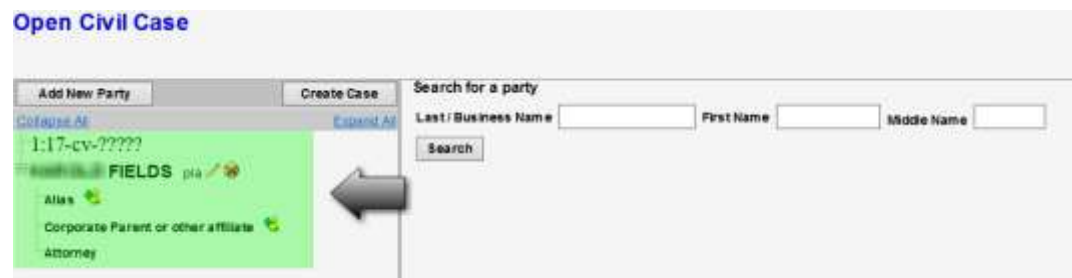 Open Civil Case
Add New Party
Create Case
Collapse All
Expand All
1:17-cv-?????
FIELDS pla
Alias
Corporate Parent or other affiliate
Attorney
Search for a party
Last / Business Name
First Name
Middle Name
Search